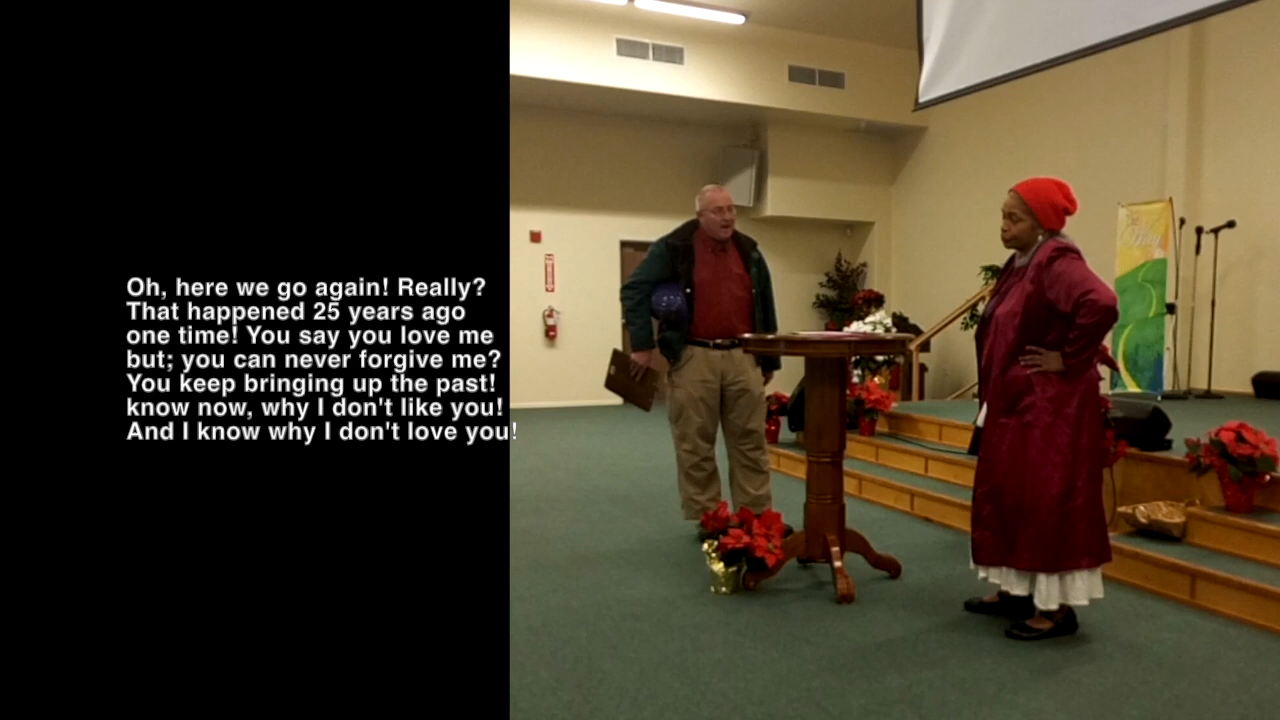 Oh, here we go again! Really?
That happened 25 years ago
one time! You say you love me
but; you can never forgive me?
You keep bringing up the past!
know now, why I don't like you!
And I know why I don't love you!